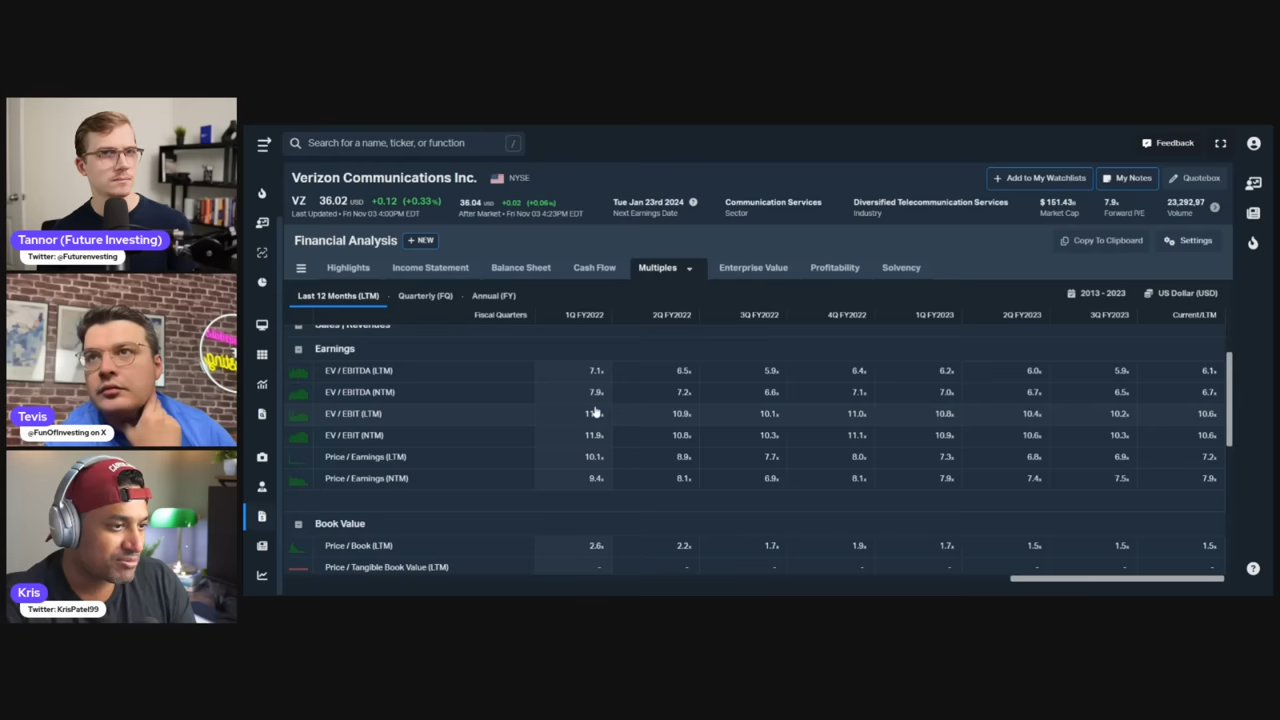 Tannor (Future Investing)
Twitter: @Futurenvesting
Tevis
@FunOfInvesting on X
Kris
Twitter: KrisPatel99
Search for a name, ticker, or function /
Feedback
Verizon Communications Inc. NYSE
+ Add to My Watchlists My Notes Quotebox
VZ 36.02 USD +0.12 (+0.33%) 36.04 USD +0.02 (+0.06%) Tue Jan 23rd 2024 Communication Services Diversified Telecommunication Services $ 151.43B 7.9x 23,292.97
Last Updated • Fri Nov 03 4:00PM EDT After Market • Fri Nov 03 4:23PM EDT Next Earnings Date Sector Industry Market Cap Forward P/E Volume
Financial Analysis + NEW Copy To Clipboard Settings
Highlights Income Statement Balance Sheet Cash Flow Multiples Enterprise Value Profitability Solvency
Last 12 Months (LTM) • Quarterly (FQ) • Annual (FY) 2013 - 2023 US Dollar (USD)
Fiscal Quarters 1Q FY2022 2Q FY2022 3Q FY2022 4Q FY2022 1Q FY2023 2Q FY2023 3Q FY2023 Current/LTM
Sales / Revenues
Earnings
EV / EBITDA (LTM) 7.1x 6.5x 5.9x 6.4x 6.2x 6.0x 5.9x 6.1x
EV / EBITDA (NTM) 7.9x 7.2x 6.6x 7.1x 7.0x 6.7x 6.5x 6.7x
EV / EBIT (LTM) 10.9x 10.1x 11.0x 10.8x 10.4x 10.2x 10.6x
EV / EBIT (NTM) 11.9x 10.8x 10.3x 11.1x 10.9x 10.6x 10.3x 10.6x
Price / Earnings (LTM) 10.1x 8.9x 7.7x 8.0x 7.3x 6.8x 6.9x 7.2x
Price / Earnings (NTM) 9.4x 8.1x 6.9x 8.1x 7.9x 7.4x 7.5x 7.9x
Book Value
Price / Book (LTM) 2.6x 2.2x 1.7x 1.9x 1.7x 1.5x 1.5x 1.5x
Price / Tangible Book Value (LTM) - - - - - - - -